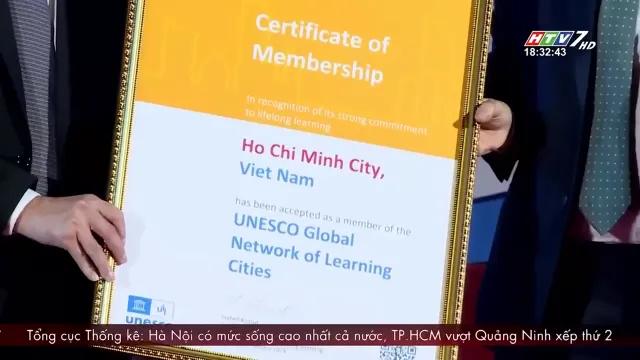 Certificate of
Membership
HTV7 HD
18:32:43
In recognition of its strong commitment
to lifelong learning
Ho Chi Minh City,
Viet Nam
has been accepted as a member of the
UNESCO Global
Network of Learning
Cities
unesco
Tổng cục Thống kê: Hà Nội có mức sống cao nhất cả nước, TP.HCM vượt Quảng Ninh xếp thứ 2